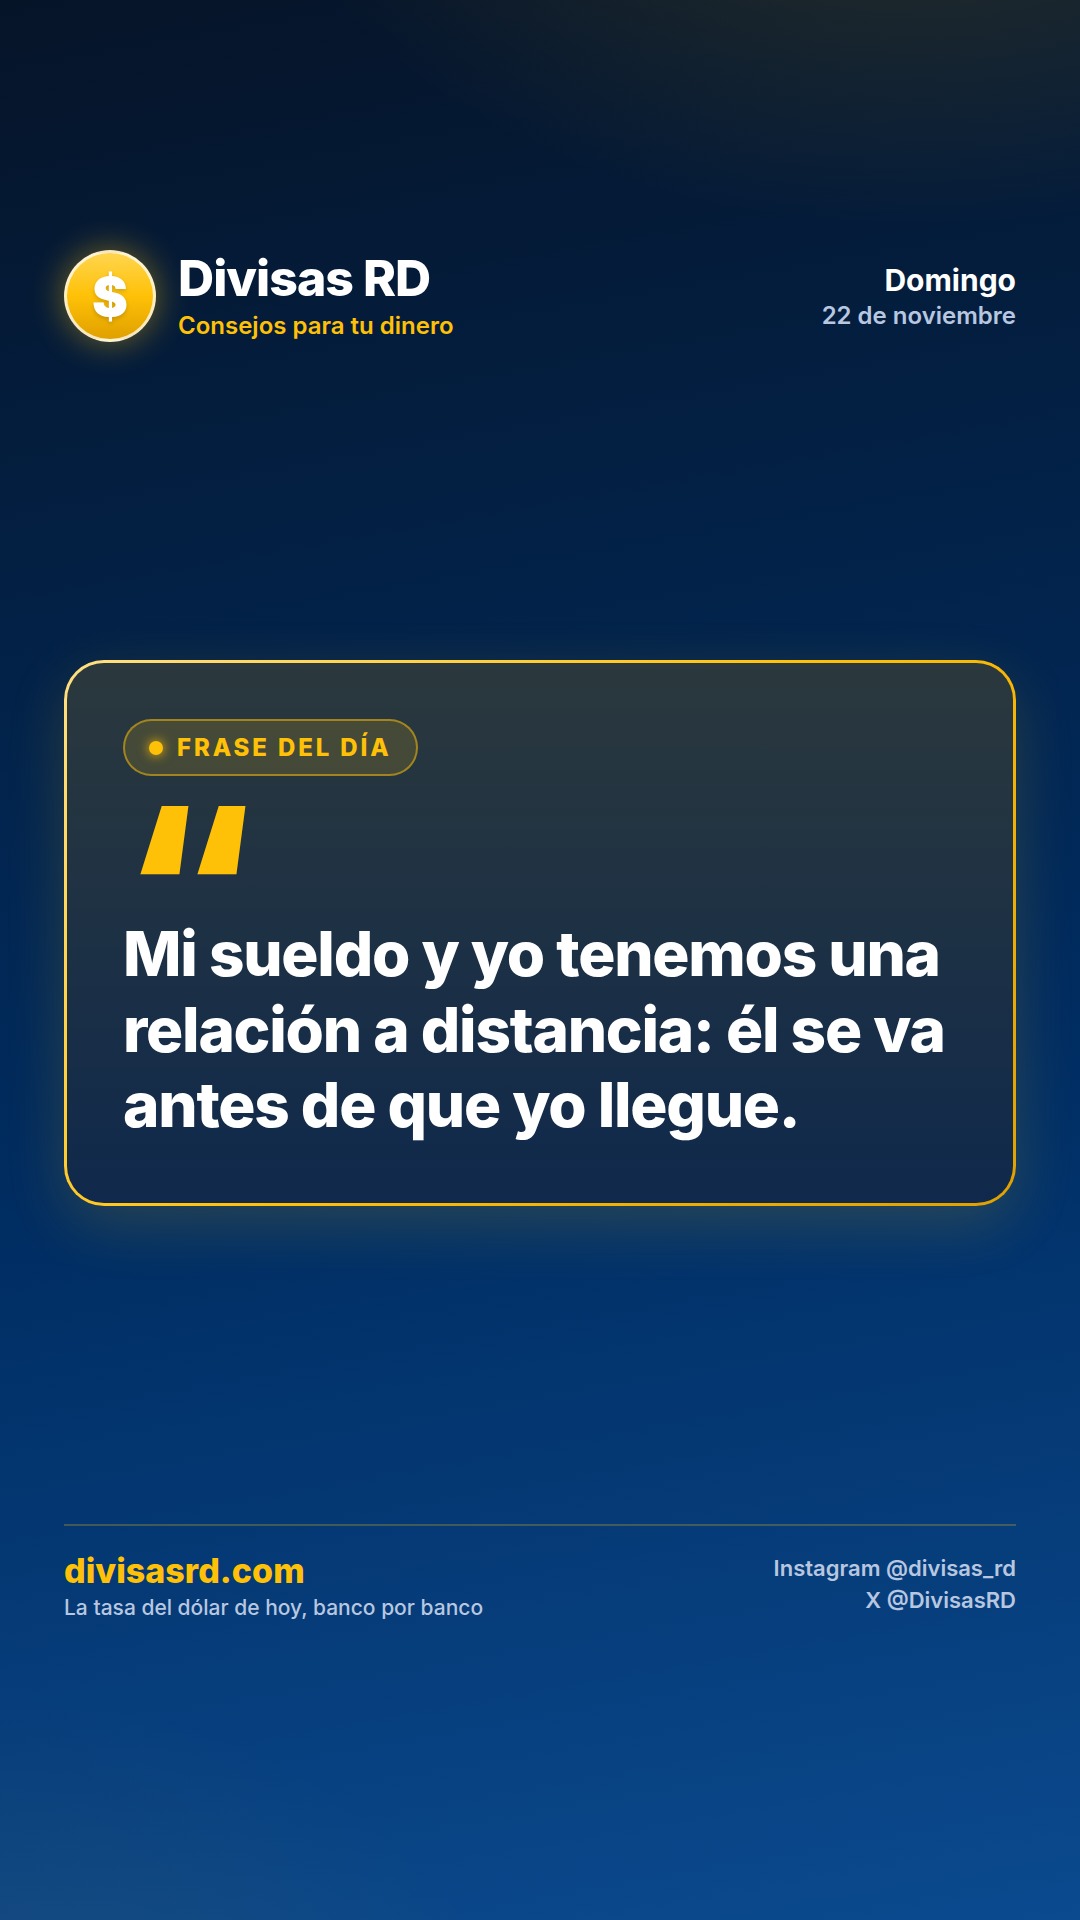 $
Divisas RD
Consejos para tu dinero
Domingo
22 de noviembre
FRASE DEL DÍA
“
Mi sueldo y yo tenemos una
relación a distancia: él se va
antes de que yo llegue.
divisasrd.com
La tasa del dólar de hoy, banco por banco
Instagram @divisas_rd
X @DivisasRD